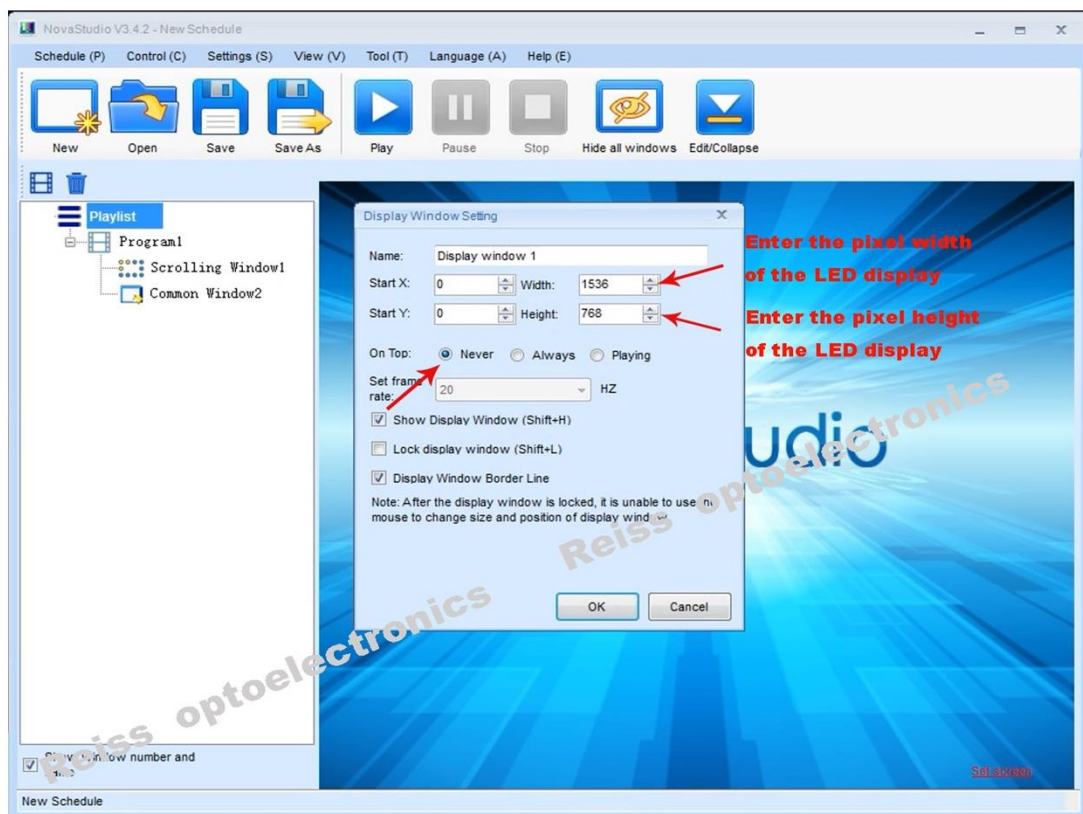 NovaStudio V3.4.2 - New Schedule
Schedule (P) Control (C) Settings (S) View (V) Tool (T) Language (A) Help (E)
New Open Save Save As Play Pause Stop Hide all windows Edit/Collapse
Playlist
Program1
Scrolling Window1
Common Window2
Display Window Setting
Name: Display window 1
Start X: 0 Width: 1536
Start Y: 0 Height: 768
On Top: Never Always Playing
Set frame
rate: 20 HZ
Show Display Window (Shift+H)
Lock display window (Shift+L)
Display Window Border Line
Note: After the display window is locked, it is unable to use
mouse to change size and position of display
OK Cancel
Enter the pixel width
of the LED display
Enter the pixel height
of the LED display
udio
Reiss optoelectronics
Reiss optoelectronics
number and
Set screen
New Schedule